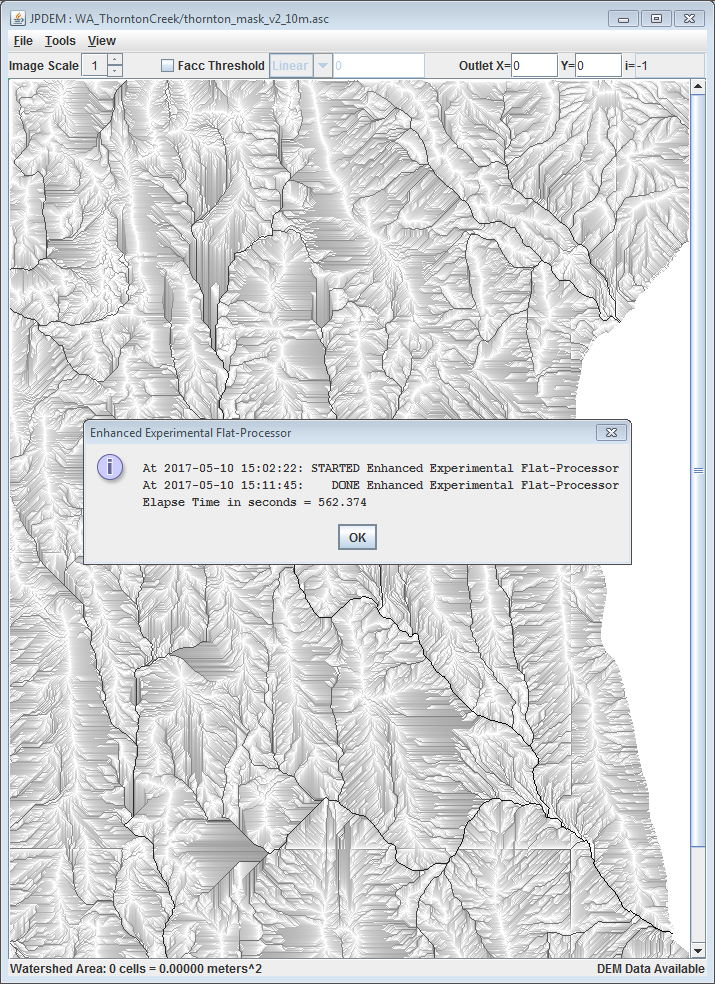 JPDEM : WA_ThorntonCreek/thornton_mask_v2_10m.asc
File Tools View
Image Scale 1 Facc Threshold Linear 0 Outlet X= 0 Y= 0 i= -1
Enhanced Experimental Flat-Processor
At 2017-05-10 15:02:22: STARTED Enhanced Experimental Flat-Processor
At 2017-05-10 15:11:45: DONE Enhanced Experimental Flat-Processor
Elapse Time in seconds = 562.374
OK
Watershed Area: 0 cells = 0.00000 meters^2 DEM Data Available